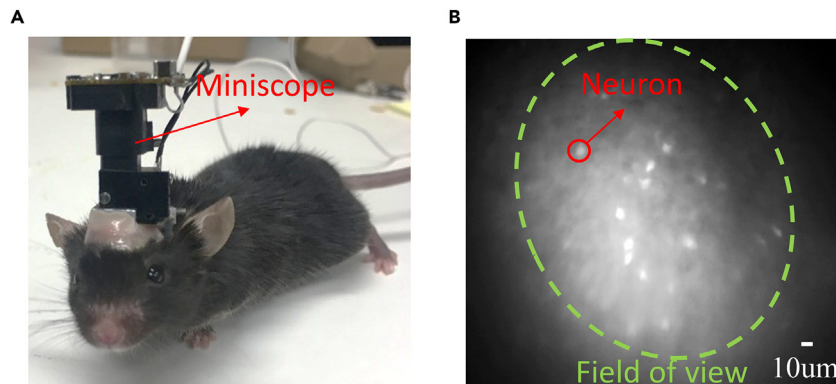 A
B
Miniscope
Neuron
Field of view
10um